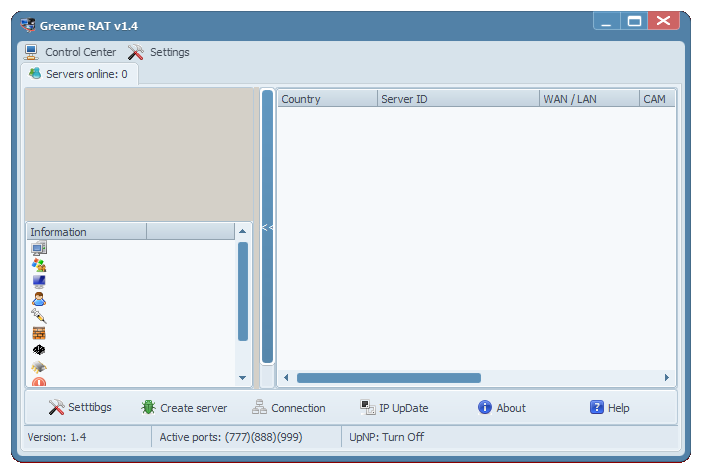 Greame RAT v1.4
Control Center Settings
Servers online: 0
Country Server ID WAN / LAN CAM
<<
Information
Setttibgs Create server Connection IP UpDate About Help
Version: 1.4 Active ports: (777)(888)(999) UpNP: Turn Off